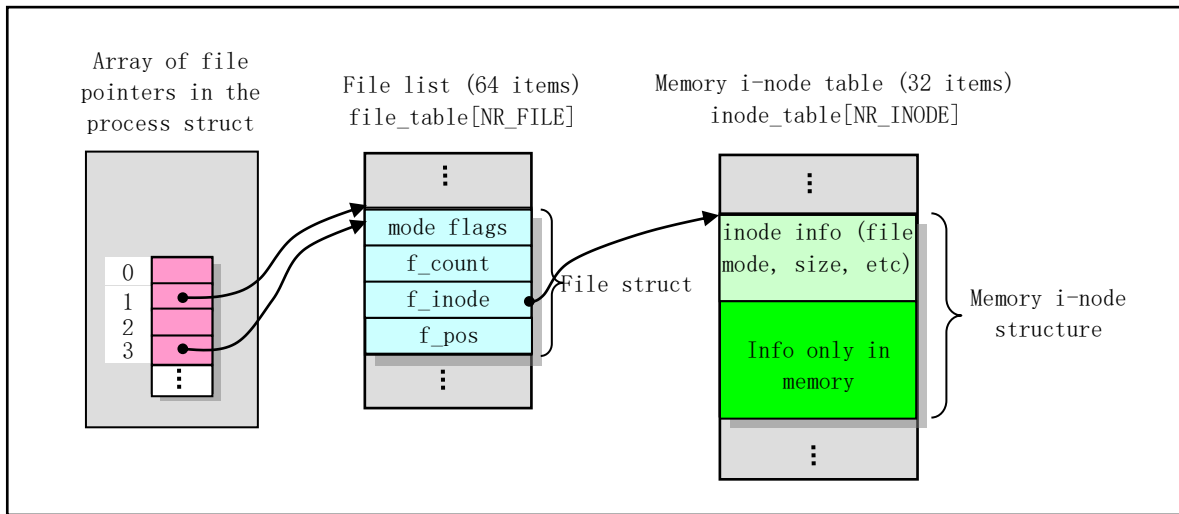 Array of file
pointers in the
process struct
File list (64 items)
file_table[NR_FILE]
Memory i-node table (32 items)
inode_table[NR_INODE]
⋮
⋮
mode flags
f_count
f_inode
f_pos
⋮
File struct
inode info (file
mode, size, etc)
Info only in
memory
⋮
Memory i-node
structure
0
1
2
3
⋮